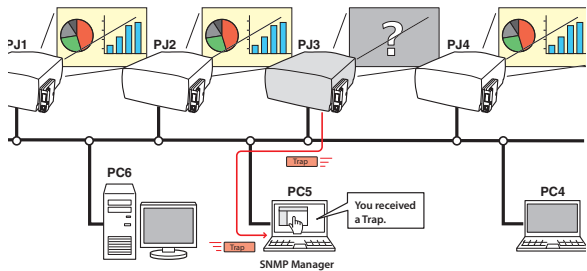 PJ1
PJ2
PJ3
?
PJ4
Trap
PC6
PC5
You received
a Trap.
PC4
Trap
SNMP Manager